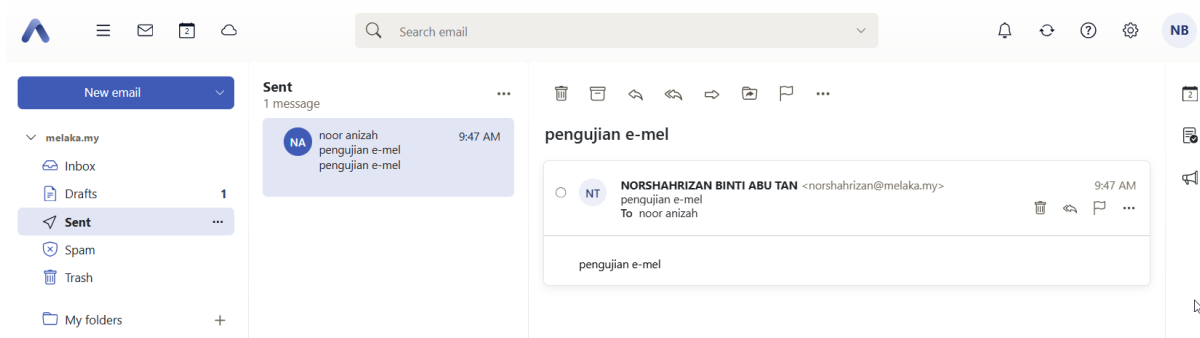 2
Search email
NB
New email
melaka.my
Inbox
Drafts 1
Sent
Spam
Trash
My folders
Sent
1 message
NA
noor anizah 9:47 AM
pengujian e-mel
pengujian e-mel
pengujian e-mel
NT
NORSHAHRIZAN BINTI ABU TAN <norshahrizan@melaka.my> 9:47 AM
pengujian e-mel
To noor anizah
pengujian e-mel
2